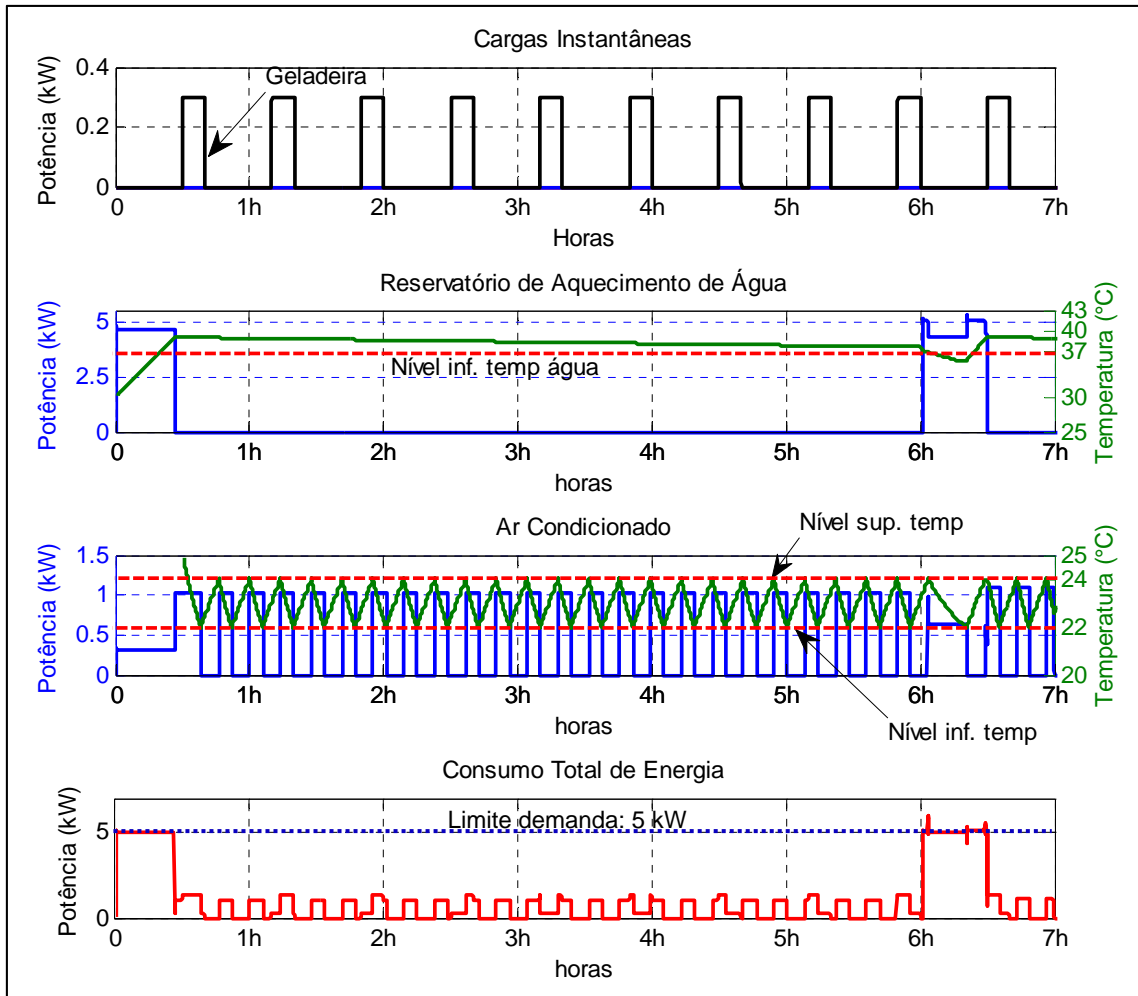 Cargas Instantâneas
Potência (kW)
0.4
0.2
0
Geladeira
0 1h 2h 3h 4h 5h 6h 7h
Horas
Reservatório de Aquecimento de Água
Potência (kW)
5
2.5
0
Nível inf. temp água
43
40
37
30
25
Temperatura (°C)
0 1h 2h 3h 4h 5h 6h 7h
horas
Ar Condicionado
Nível sup. temp
Potência (kW)
1.5
1
0.5
0
25
24
22
20
Temperatura (°C)
0 1h 2h 3h 4h 5h 6h 7h
horas
Nível inf. temp
Consumo Total de Energia
Potência (kW)
5
0
Limite demanda: 5 kW
0 1h 2h 3h 4h 5h 6h 7h
horas